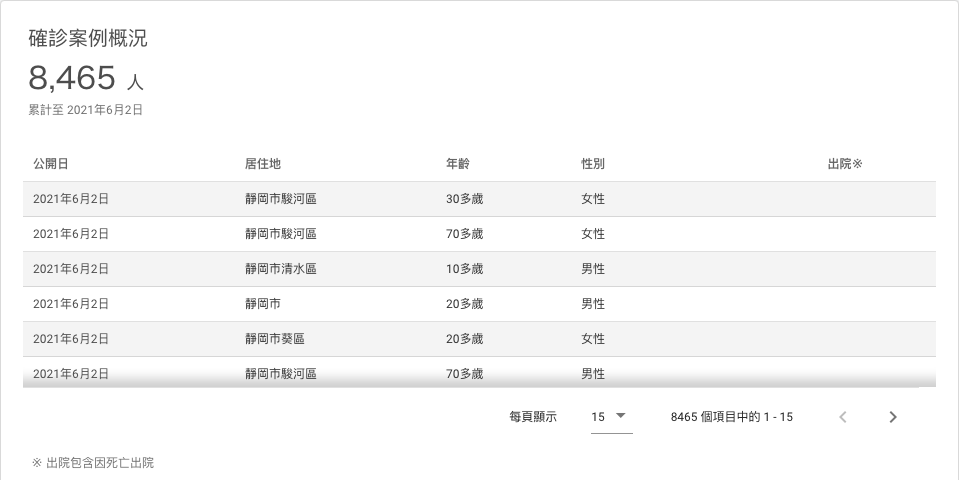 確診案例概況
8,465 人
累計至 2021年6月2日
公開日 居住地 年齡 性別 出院※
2021年6月2日 靜岡市駿河區 30多歲 女性
2021年6月2日 靜岡市駿河區 70多歲 女性
2021年6月2日 靜岡市清水區 10多歲 男性
2021年6月2日 靜岡市 20多歲 男性
2021年6月2日 靜岡市葵區 20多歲 女性
2021年6月2日 靜岡市駿河區 70多歲 男性
每頁顯示 15 8465 個項目中的 1 - 15
※ 出院包含因死亡出院